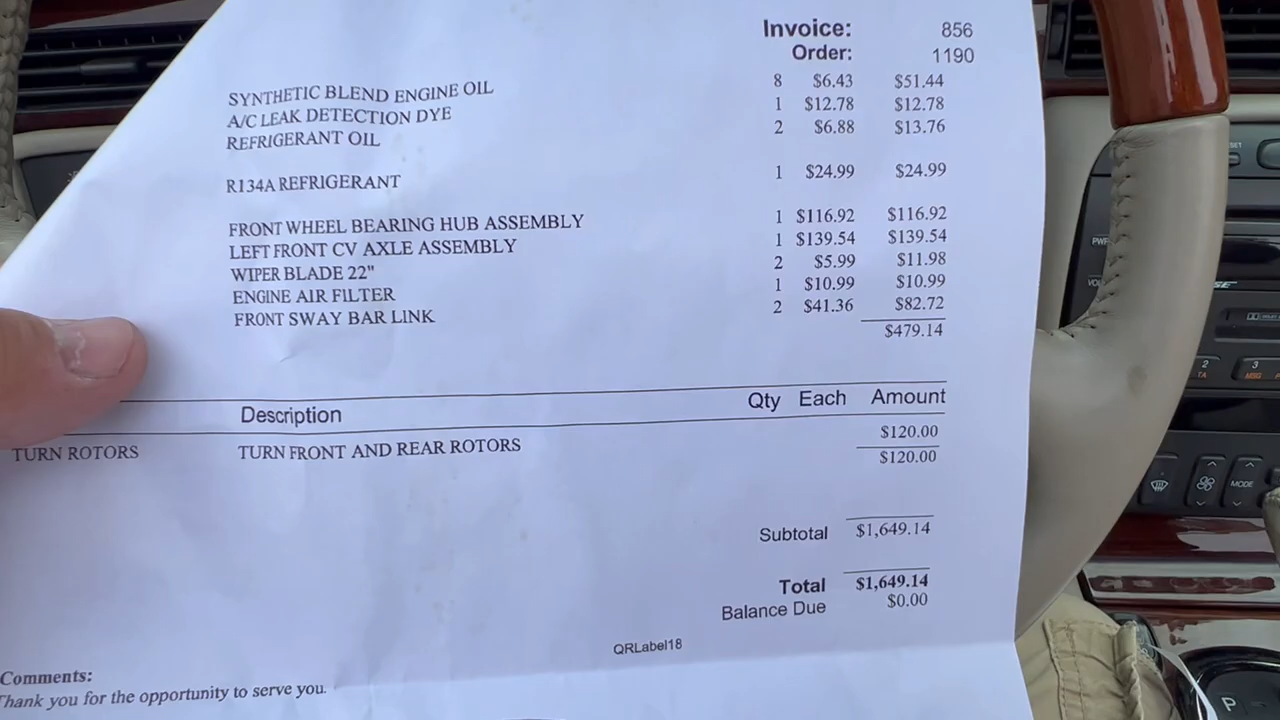 Invoice: 856
Order: 1190
SYNTHETIC BLEND ENGINE OIL 8 $6.43 $51.44
A/C LEAK DETECTION DYE 1 $12.78 $12.78
REFRIGERANT OIL 2 $6.88 $13.76
R134A REFRIGERANT 1 $24.99 $24.99
FRONT WHEEL BEARING HUB ASSEMBLY 1 $116.92 $116.92
LEFT FRONT CV AXLE ASSEMBLY 1 $139.54 $139.54
WIPER BLADE 22" 2 $5.99 $11.98
ENGINE AIR FILTER 1 $10.99 $10.99
FRONT SWAY BAR LINK 2 $41.36 $82.72
$479.14
Description Qty Each Amount
TURN ROTORS TURN FRONT AND REAR ROTORS $120.00
$120.00
Subtotal $1,649.14
Total $1,649.14
Balance Due $0.00
QRLabel18
Comments:
Thank you for the opportunity to serve you.
PWR
2
3
MODE
P